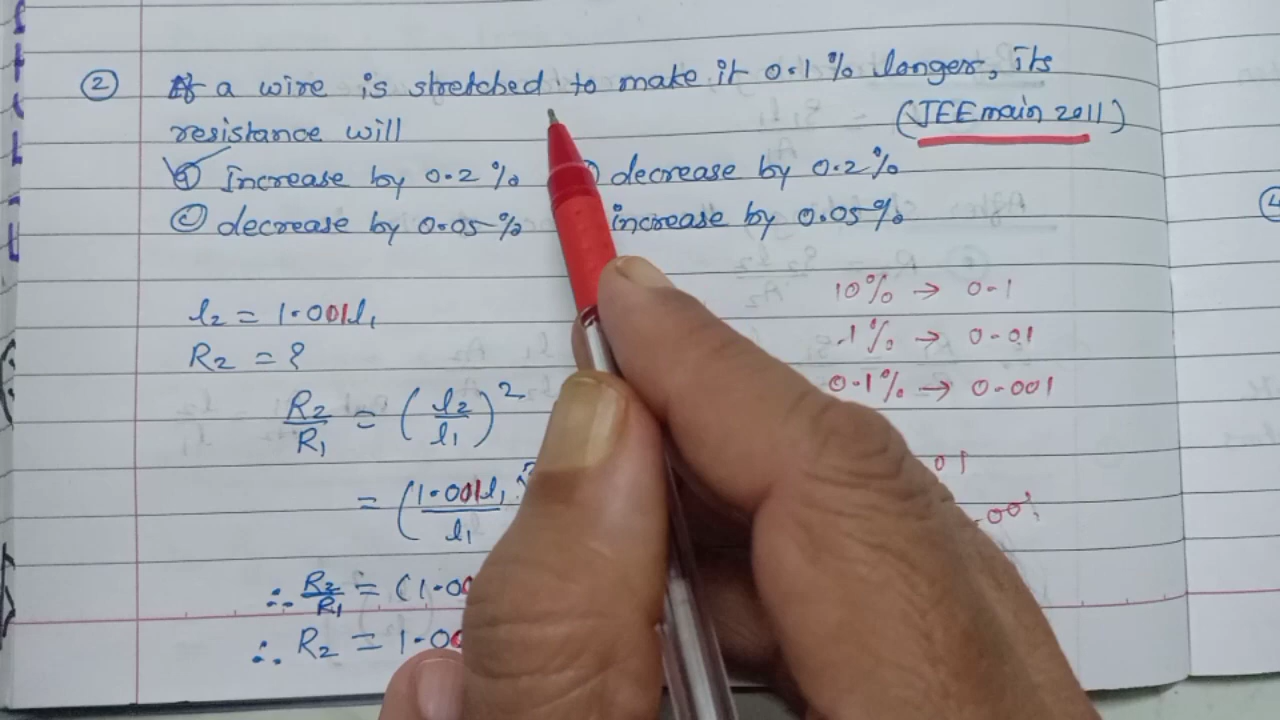 ② If a wire is stretched to make it 0.1% longer, its
resistance will (JEE main 2011)
Increase by 0.2% decrease by 0.2%
ⓒ decrease by 0.05% increase by 0.05%
l₂ = 1.001l₁
R₂ = ?
10% → 0.1
1% → 0.01
0.1% → 0.001
R₂/R₁ = (l₂/l₁)²
= (1.001l₁/l₁
∴ R₂/R₁ = (1.00
∴ R₂ = 1.00